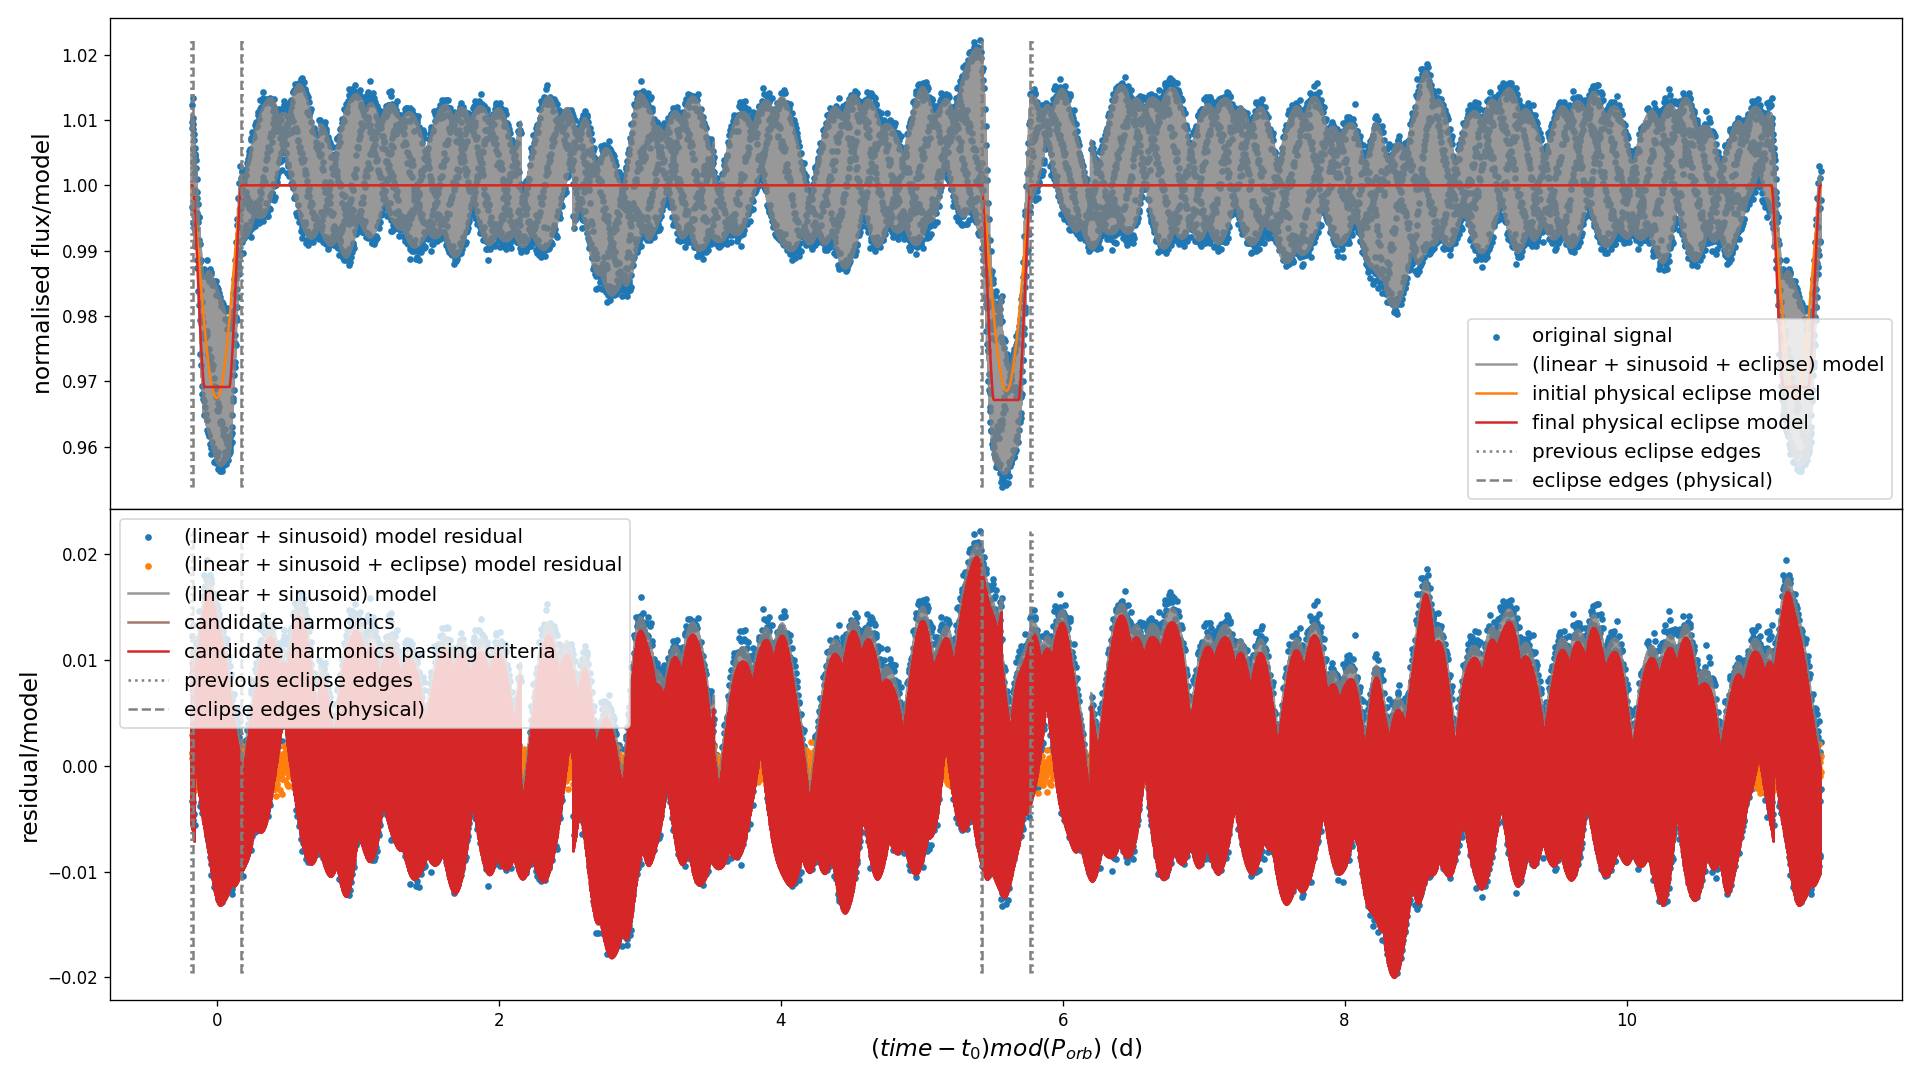 1.02
1.01
1.00
0.99
0.98
0.97
0.96
normalised flux/model
original signal
(linear + sinusoid + eclipse) model
initial physical eclipse model
final physical eclipse model
previous eclipse edges
eclipse edges (physical)
(linear + sinusoid) model residual
(linear + sinusoid + eclipse) model residual
(linear + sinusoid) model
candidate harmonics
candidate harmonics passing criteria
previous eclipse edges
eclipse edges (physical)
0.02
0.01
0.00
−0.01
−0.02
residual/model
0 2 4 6 8 10
(time − t₀)mod(P_orb) (d)